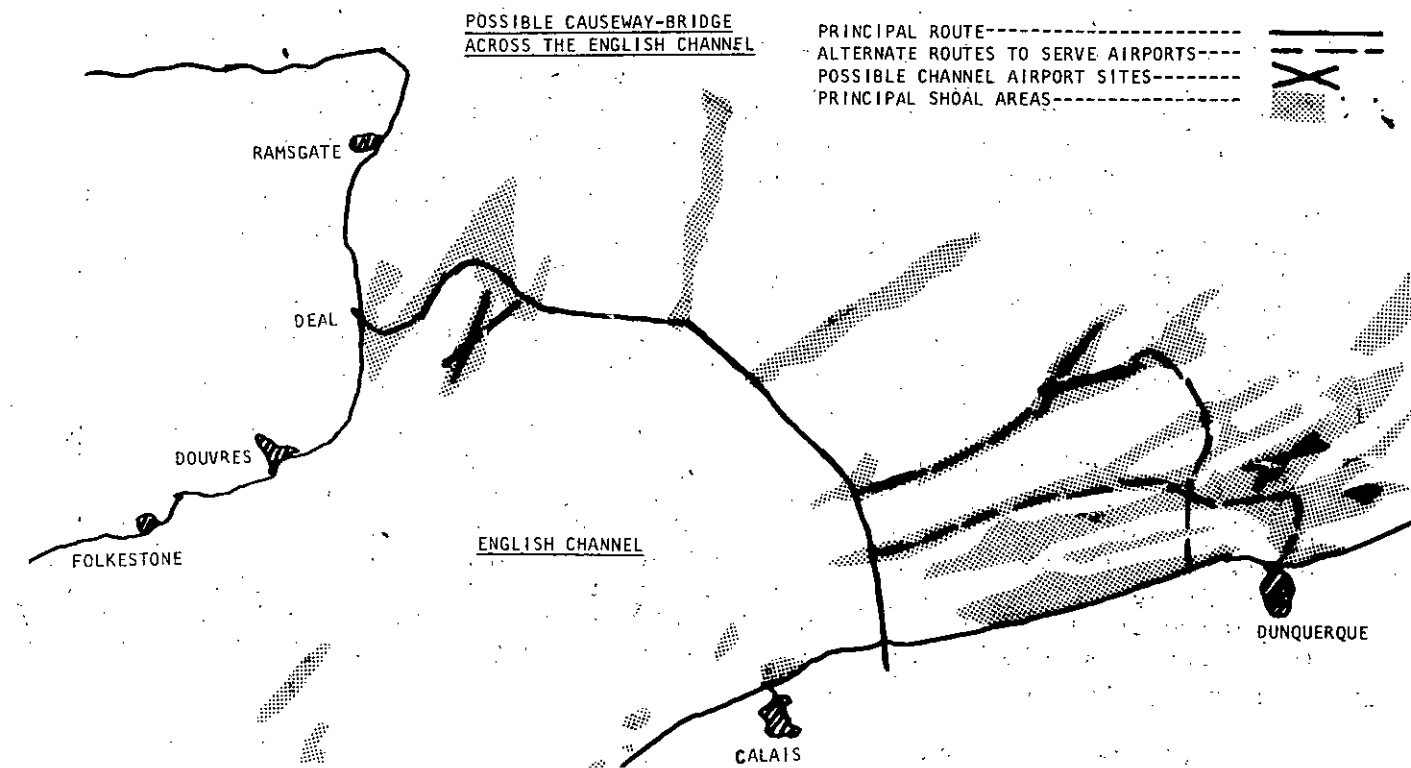 POSSIBLE CAUSEWAY-BRIDGE
ACROSS THE ENGLISH CHANNEL
PRINCIPAL ROUTE
ALTERNATE ROUTES TO SERVE AIRPORTS
POSSIBLE CHANNEL AIRPORT SITES
PRINCIPAL SHOAL AREAS
RAMSGATE
DEAL
DOUVRES
FOLKESTONE
ENGLISH CHANNEL
DUNQUERQUE
CALAIS